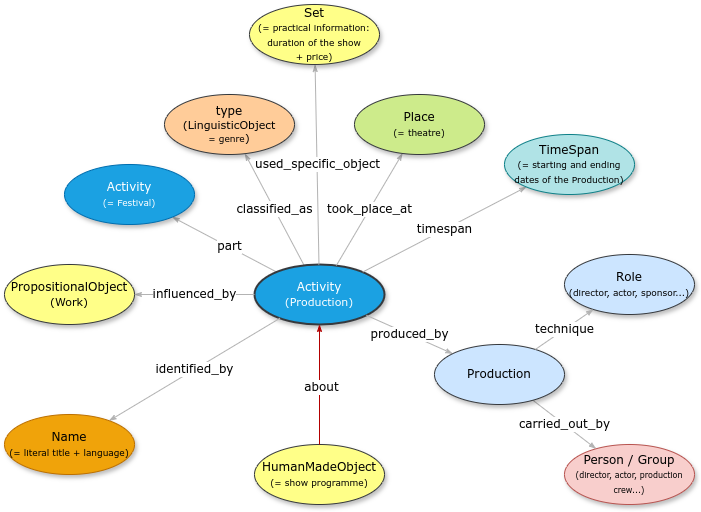 Set
(= practical information:
duration of the show
+ price)
type
(LinguisticObject
= genre)
Place
(= theatre)
TimeSpan
(= starting and ending
dates of the Production)
used_specific_object
Activity
(= Festival)
classified_as
took_place_at
timespan
part
PropositionalObject
(Work)
influenced_by
Activity
(Production)
Role
(director, actor, sponsor...)
produced_by
technique
identified_by
Production
about
carried_out_by
Name
(= literal title + language)
HumanMadeObject
(= show programme)
Person / Group
(director, actor, production
crew...)